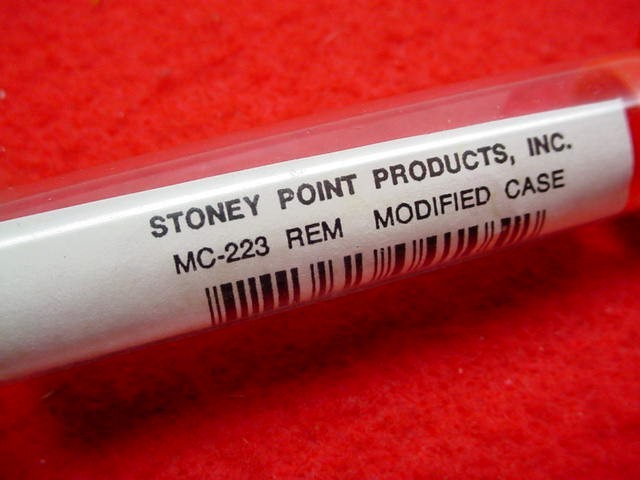 STONEY POINT PRODUCTS, INC.
MC-223 REM MODIFIED CASE